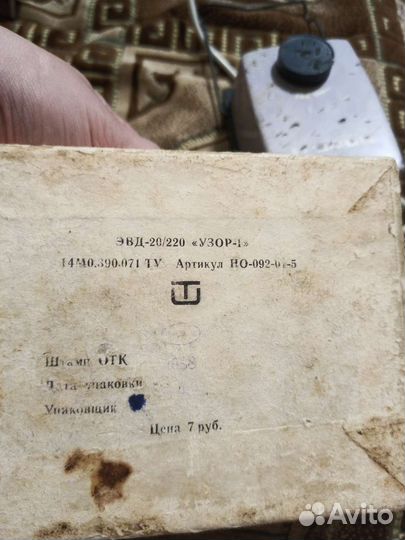 ЭВД-20/220 «УЗОР-1»
14М0.390.071 ТУ Артикул НО-092-01-5
Штамп ОТК
Дата упаковки
Упаковщик
Цена 7 руб.
Avito